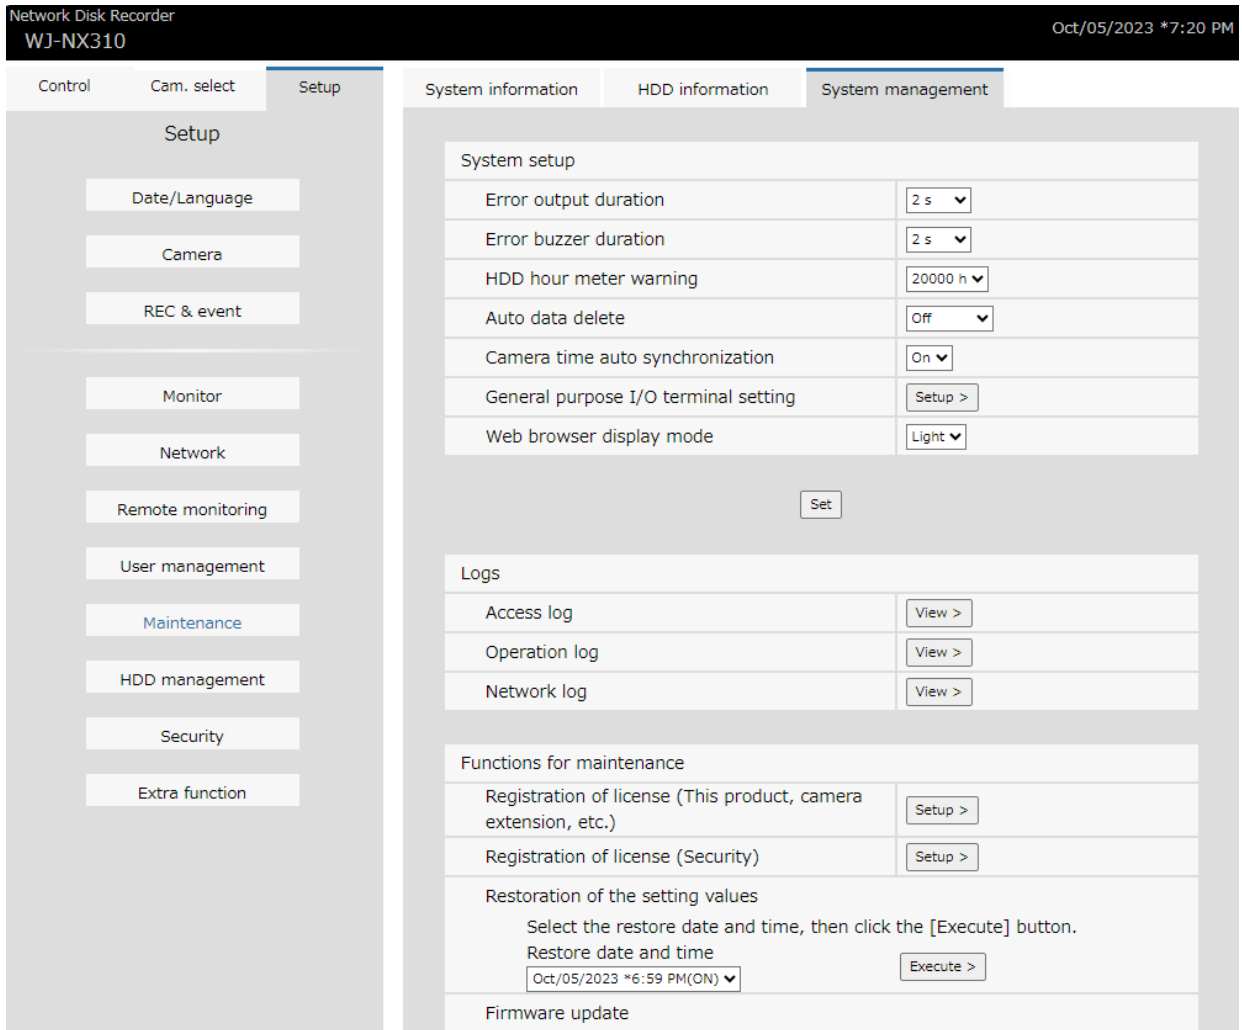 Network Disk Recorder
WJ-NX310
Oct/05/2023 *7:20 PM
Control
Cam. select
Setup
Setup
Date/Language
Camera
REC & event
Monitor
Network
Remote monitoring
User management
Maintenance
HDD management
Security
Extra function
System information
HDD information
System management
System setup
Error output duration
2 s
Error buzzer duration
2 s
HDD hour meter warning
20000 h
Auto data delete
Off
Camera time auto synchronization
On
General purpose I/O terminal setting
Setup >
Web browser display mode
Light
Set
Logs
Access log
View >
Operation log
View >
Network log
View >
Functions for maintenance
Registration of license (This product, camera
extension, etc.)
Setup >
Registration of license (Security)
Setup >
Restoration of the setting values
Select the restore date and time, then click the [Execute] button.
Restore date and time
Oct/05/2023 *6:59 PM(ON)
Execute >
Firmware update